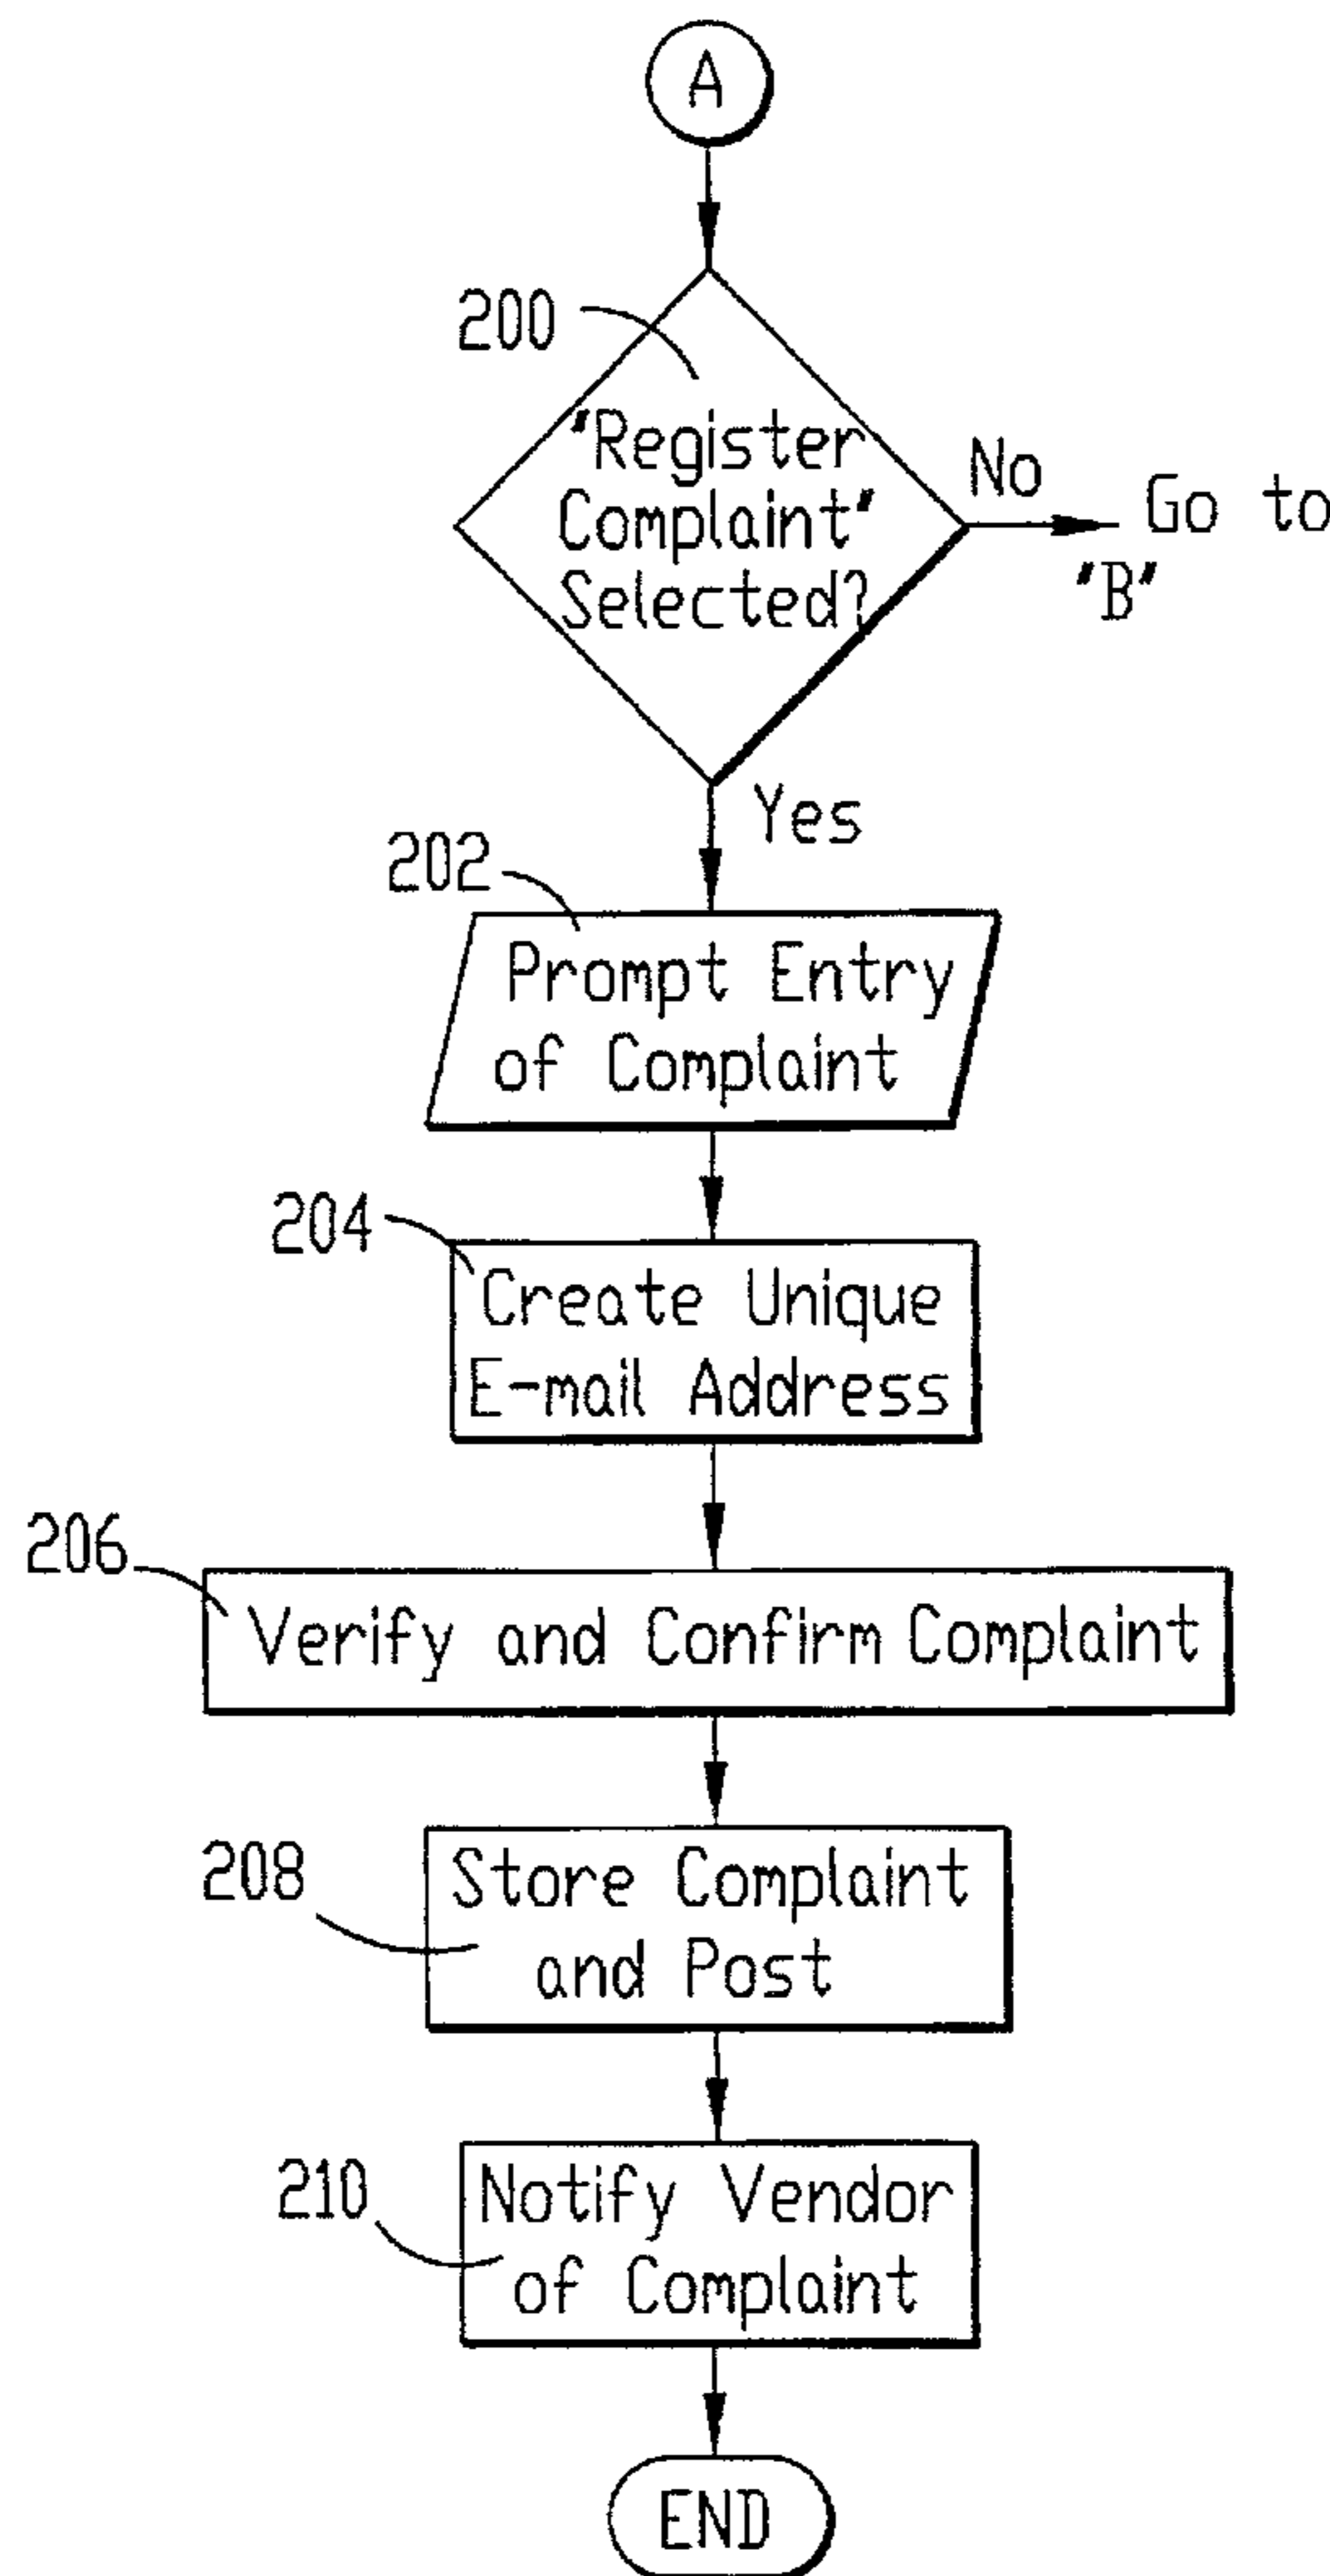 A
200
"Register
Complaint"
Selected?
No
Go to
"B"
Yes
202
Prompt Entry
of Complaint
204
Create Unique
E-mail Address
206
Verify and Confirm Complaint
208
Store Complaint
and Post
210
Notify Vendor
of Complaint
END